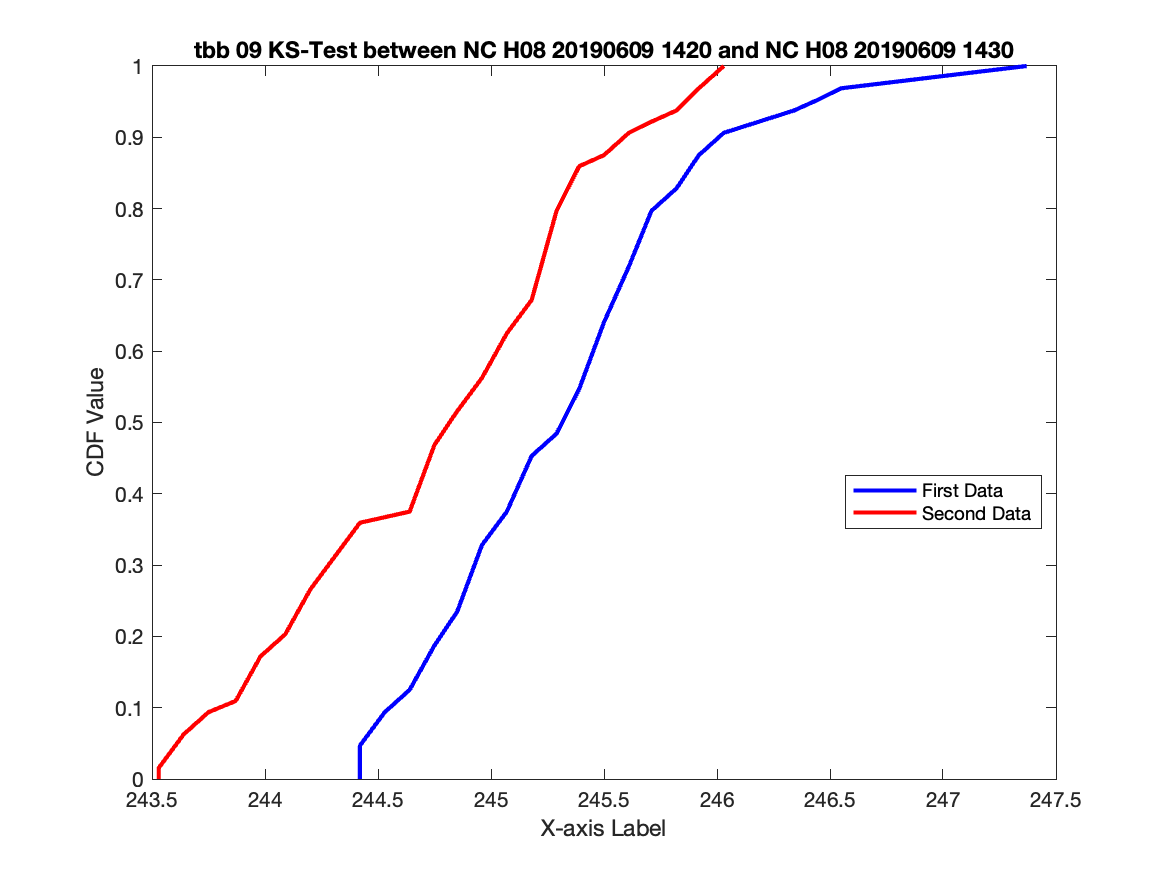 tbb 09 KS-Test between NC H08 20190609 1420 and NC H08 20190609 1430
1
0.9
0.8
0.7
0.6
0.5
0.4
0.3
0.2
0.1
0
CDF Value
First Data
Second Data
243.5 244 244.5 245 245.5 246 246.5 247 247.5
X-axis Label